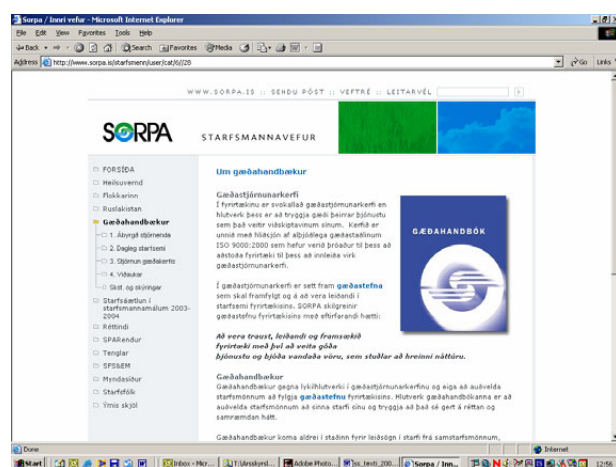 Sorpa / Innri vefur - Microsoft Internet Explorer
File Edit View Favorites Tools Help
Back Search Favorites Media
Address http://www.sorpa.is/starfsmenn/user/cat/6//28 Go Links
WWW.SORPA.IS :: SENDU PÓST :: VEFTRÉ :: LEITARVÉL
SORPA STARFSMANNAVEFUR
FORSÍÐA
Heilsuvernd
Flokkarinn
Ruslakistan
Gæðahandbækur
1. Ábyrgð stjórnenda
2. Dagleg starfsemi
3. Stjórnun gæðakerfis
4. Viðaukar
Skst. og skýringar
Starfsáætlun í
starfsmannamálum 2003-
2004
Réttindi
SPARendur
Tenglar
SFS&EM
Myndasíður
Starfsfólk
Ýmis skjöl
Um gæðahandbækur
Gæðastjórnunarkerfi
Í fyrirtækinu er svokallað gæðastjórnunarkerfi en
hlutverk þess er að tryggja gæði þeirrar þjónustu
sem það veitir viðskiptavinum sínum. Kerfið er
unnið með hliðsjón af alþjóðlega gæðastaðlinum
ISO 9000:2000 sem hefur verið þróaður til þess að
aðstoða fyrirtæki til þess að innleiða virk
gæðastjórnunarkerfi.
Í gæðastjórnunarkerfi er sett fram gæðastefna
sem skal framfylgt og á að vera leiðandi í
starfsemi fyrirtækisins. SORPA skilgreinir
gæðastefnu fyrirtækisins með eftirfarandi hætti:
Að vera traust, leiðandi og framsækið
fyrirtæki með því að veita góða
þjónustu og bjóða vandaða vöru, sem stuðlar að hreinni náttúru.
GÆÐAHANDBÓK
Gæðahandbækur
Gæðahandbækur gegna lykilhlutverki í gæðastjórnunarkerfinu og eiga að auðvelda
starfsmönnum að fylgja gæðastefnu fyrirtækisins. Hlutverk gæðahandbókanna er að
auðvelda starfsmönnum að sinna starfi sínu og tryggja að það sé gert á réttan og
samræmdan hátt.
Gæðahandbækur koma aldrei í staðinn fyrir leiðsögn í starfi frá samstarfsmönnum,
Done Internet
Start Inbox - Micr... Adobe Photo... Sorpa / Inn... 12:56